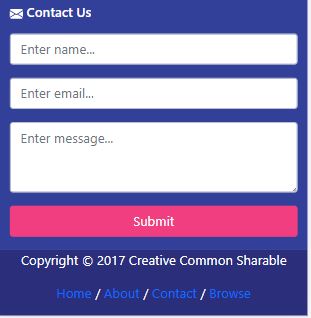 Contact Us
Enter name...
Enter email...
Enter message...
Submit
Copyright © 2017 Creative Common Sharable
Home / About / Contact / Browse